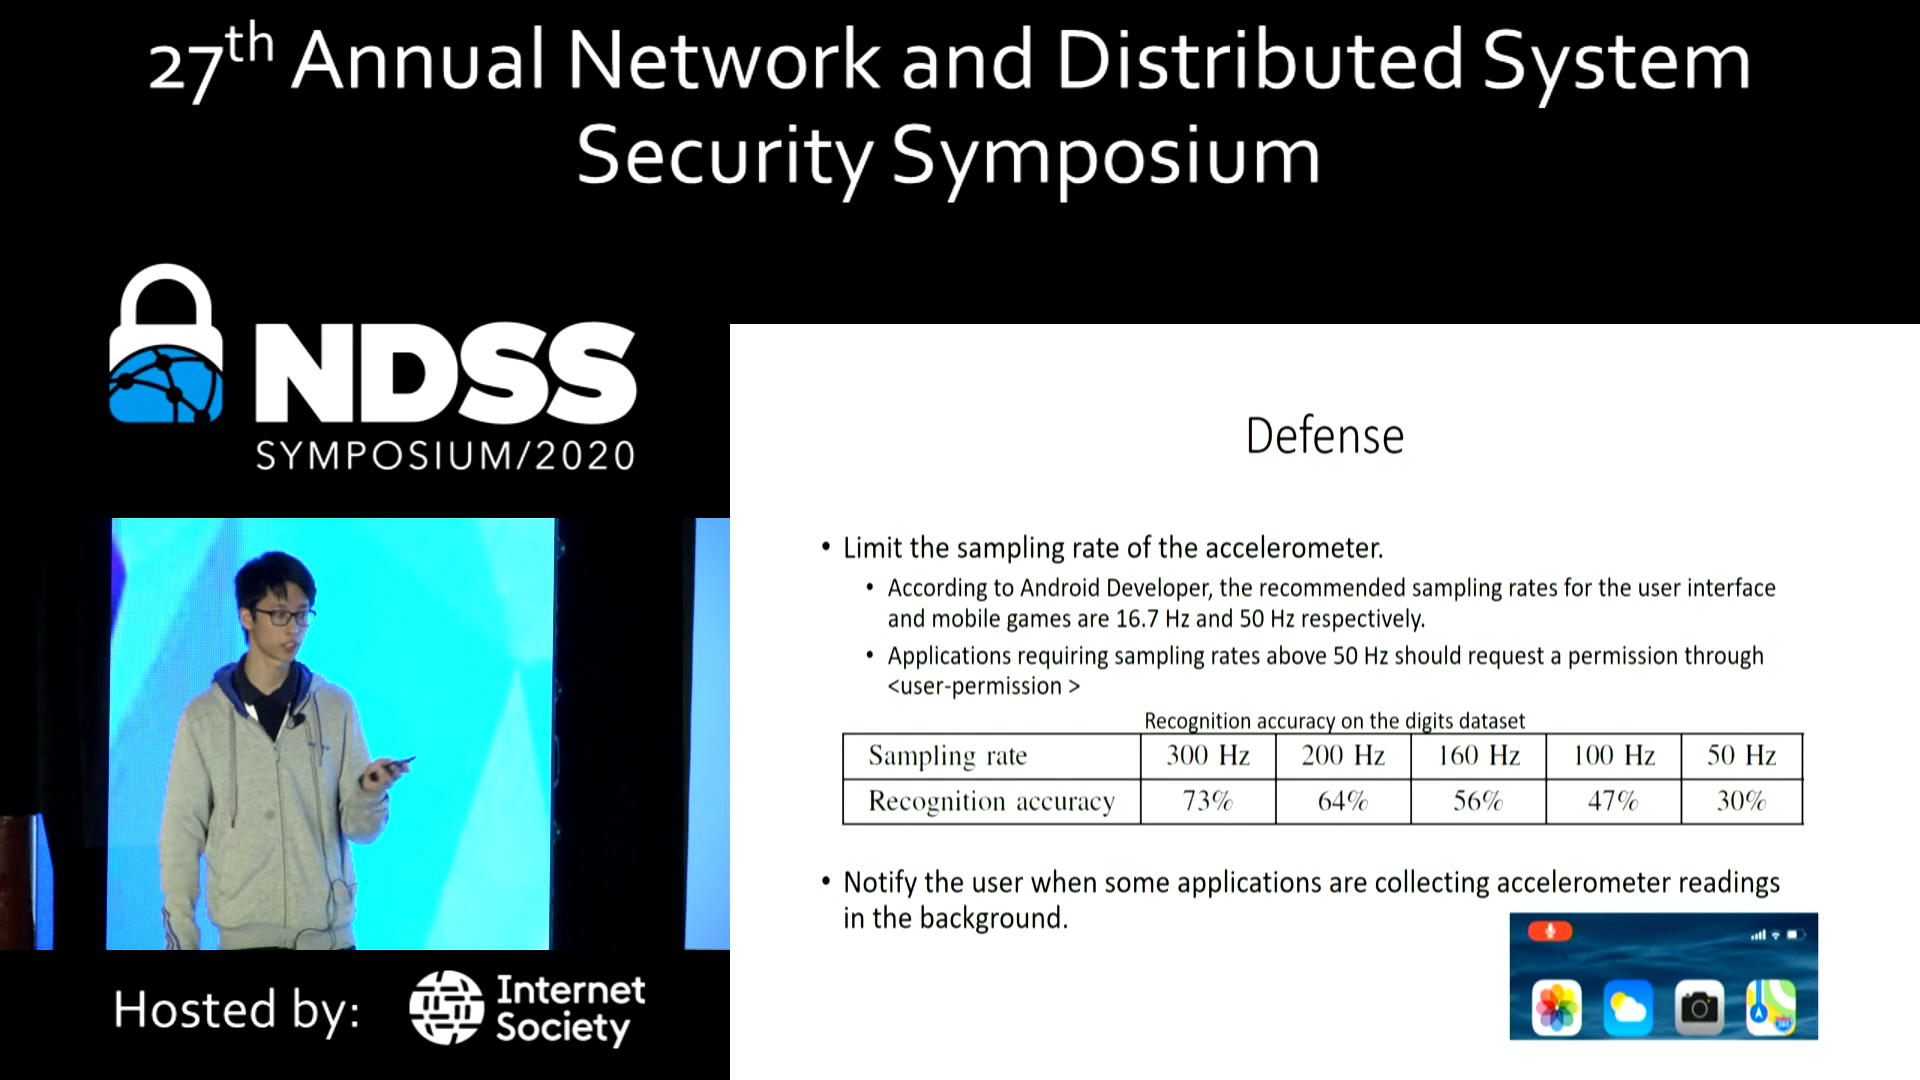 27th Annual Network and Distributed System
Security Symposium
NDSS
SYMPOSIUM/2020
Defense
• Limit the sampling rate of the accelerometer.
• According to Android Developer, the recommended sampling rates for the user interface
and mobile games are 16.7 Hz and 50 Hz respectively.
• Applications requiring sampling rates above 50 Hz should request a permission through
<user-permission >
Recognition accuracy on the digits dataset
Sampling rate 300 Hz 200 Hz 160 Hz 100 Hz 50 Hz
Recognition accuracy 73% 64% 56% 47% 30%
• Notify the user when some applications are collecting accelerometer readings
in the background.
Hosted by:
Internet
Society